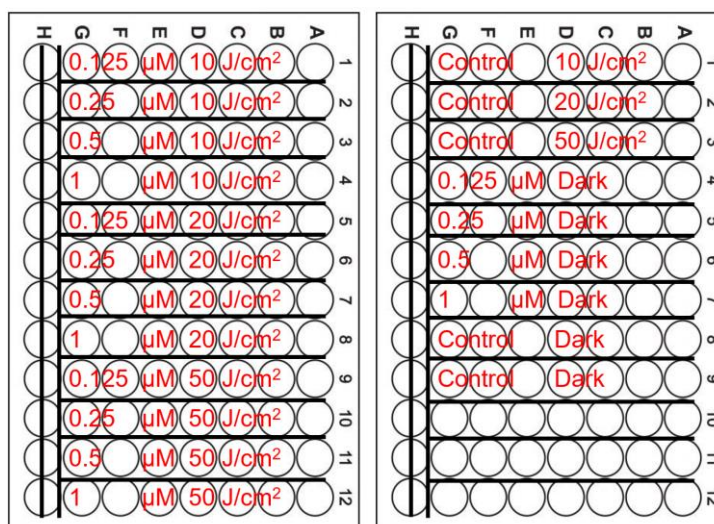 H G F E D C B A
0.125 µM 10 J/cm² 1
0.25 µM 10 J/cm² 2
0.5 µM 10 J/cm² 3
1 µM 10 J/cm² 4
0.125 µM 20 J/cm² 5
0.25 µM 20 J/cm² 6
0.5 µM 20 J/cm² 7
1 µM 20 J/cm² 8
0.125 µM 50 J/cm² 9
0.25 µM 50 J/cm² 10
0.5 µM 50 J/cm² 11
1 µM 50 J/cm² 12
H G F E D C B A
Control 10 J/cm² 1
Control 20 J/cm² 2
Control 50 J/cm² 3
0.125 µM Dark 4
0.25 µM Dark 5
0.5 µM Dark 6
1 µM Dark 7
Control Dark 8
Control Dark 9
10
11
12